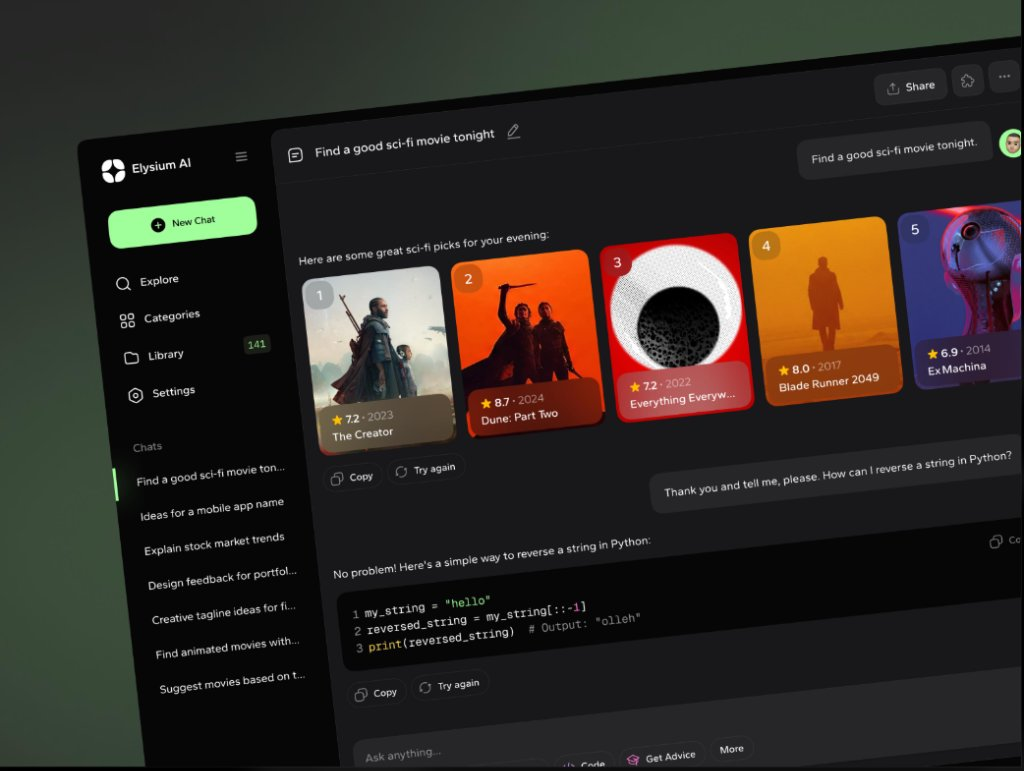 Elysium AI
New Chat
Explore
Categories
Library
141
Settings
Chats
Find a good sci-fi movie ton...
Ideas for a mobile app name
Explain stock market trends
Design feedback for portfol...
Creative tagline ideas for fi...
Find animated movies with...
Suggest movies based on t...
Find a good sci-fi movie tonight
Share
Find a good sci-fi movie tonight.
Here are some great sci-fi picks for your evening:
1
7.2 · 2023
The Creator
2
8.7 · 2024
Dune: Part Two
3
7.2 · 2022
Everything Everyw...
4
8.0 · 2017
Blade Runner 2049
5
6.9 · 2014
Ex Machina
Copy
Try again
Thank you and tell me, please. How can I reverse a string in Python?
No problem! Here's a simple way to reverse a string in Python:
1 my_string = "hello"
2 reversed_string = my_string[::-1]
3 print(reversed_string)  # Output: "olleh"
Copy
Try again
Ask anything...
Code
Get Advice
More